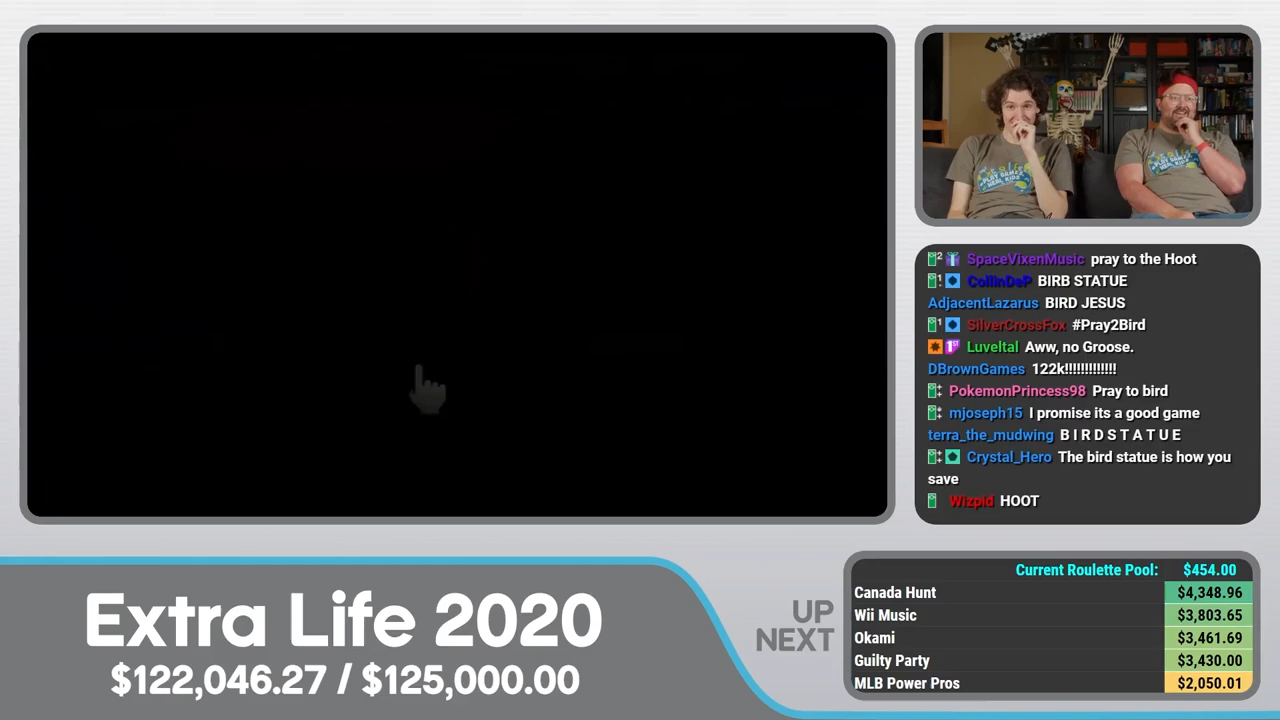 SpaceVixenMusic pray to the Hoot
CollinDeP BIRB STATUE
AdjacentLazarus BIRD JESUS
SilverCrossFox #Pray2Bird
Luveltal Aww, no Groose.
DBrownGames 122k!!!!!!!!!!!!!
PokemonPrincess98 Pray to bird
mjoseph15 I promise its a good game
terra_the_mudwing B I R D S T A T U E
Crystal_Hero The bird statue is how you
save
Wizpid HOOT
PLAY GAMES
HEAL KIDS
Extra Life 2020
$122,046.27 / $125,000.00
UP
NEXT
Current Roulette Pool: $454.00
Canada Hunt $4,348.96
Wii Music $3,803.65
Okami $3,461.69
Guilty Party $3,430.00
MLB Power Pros $2,050.01